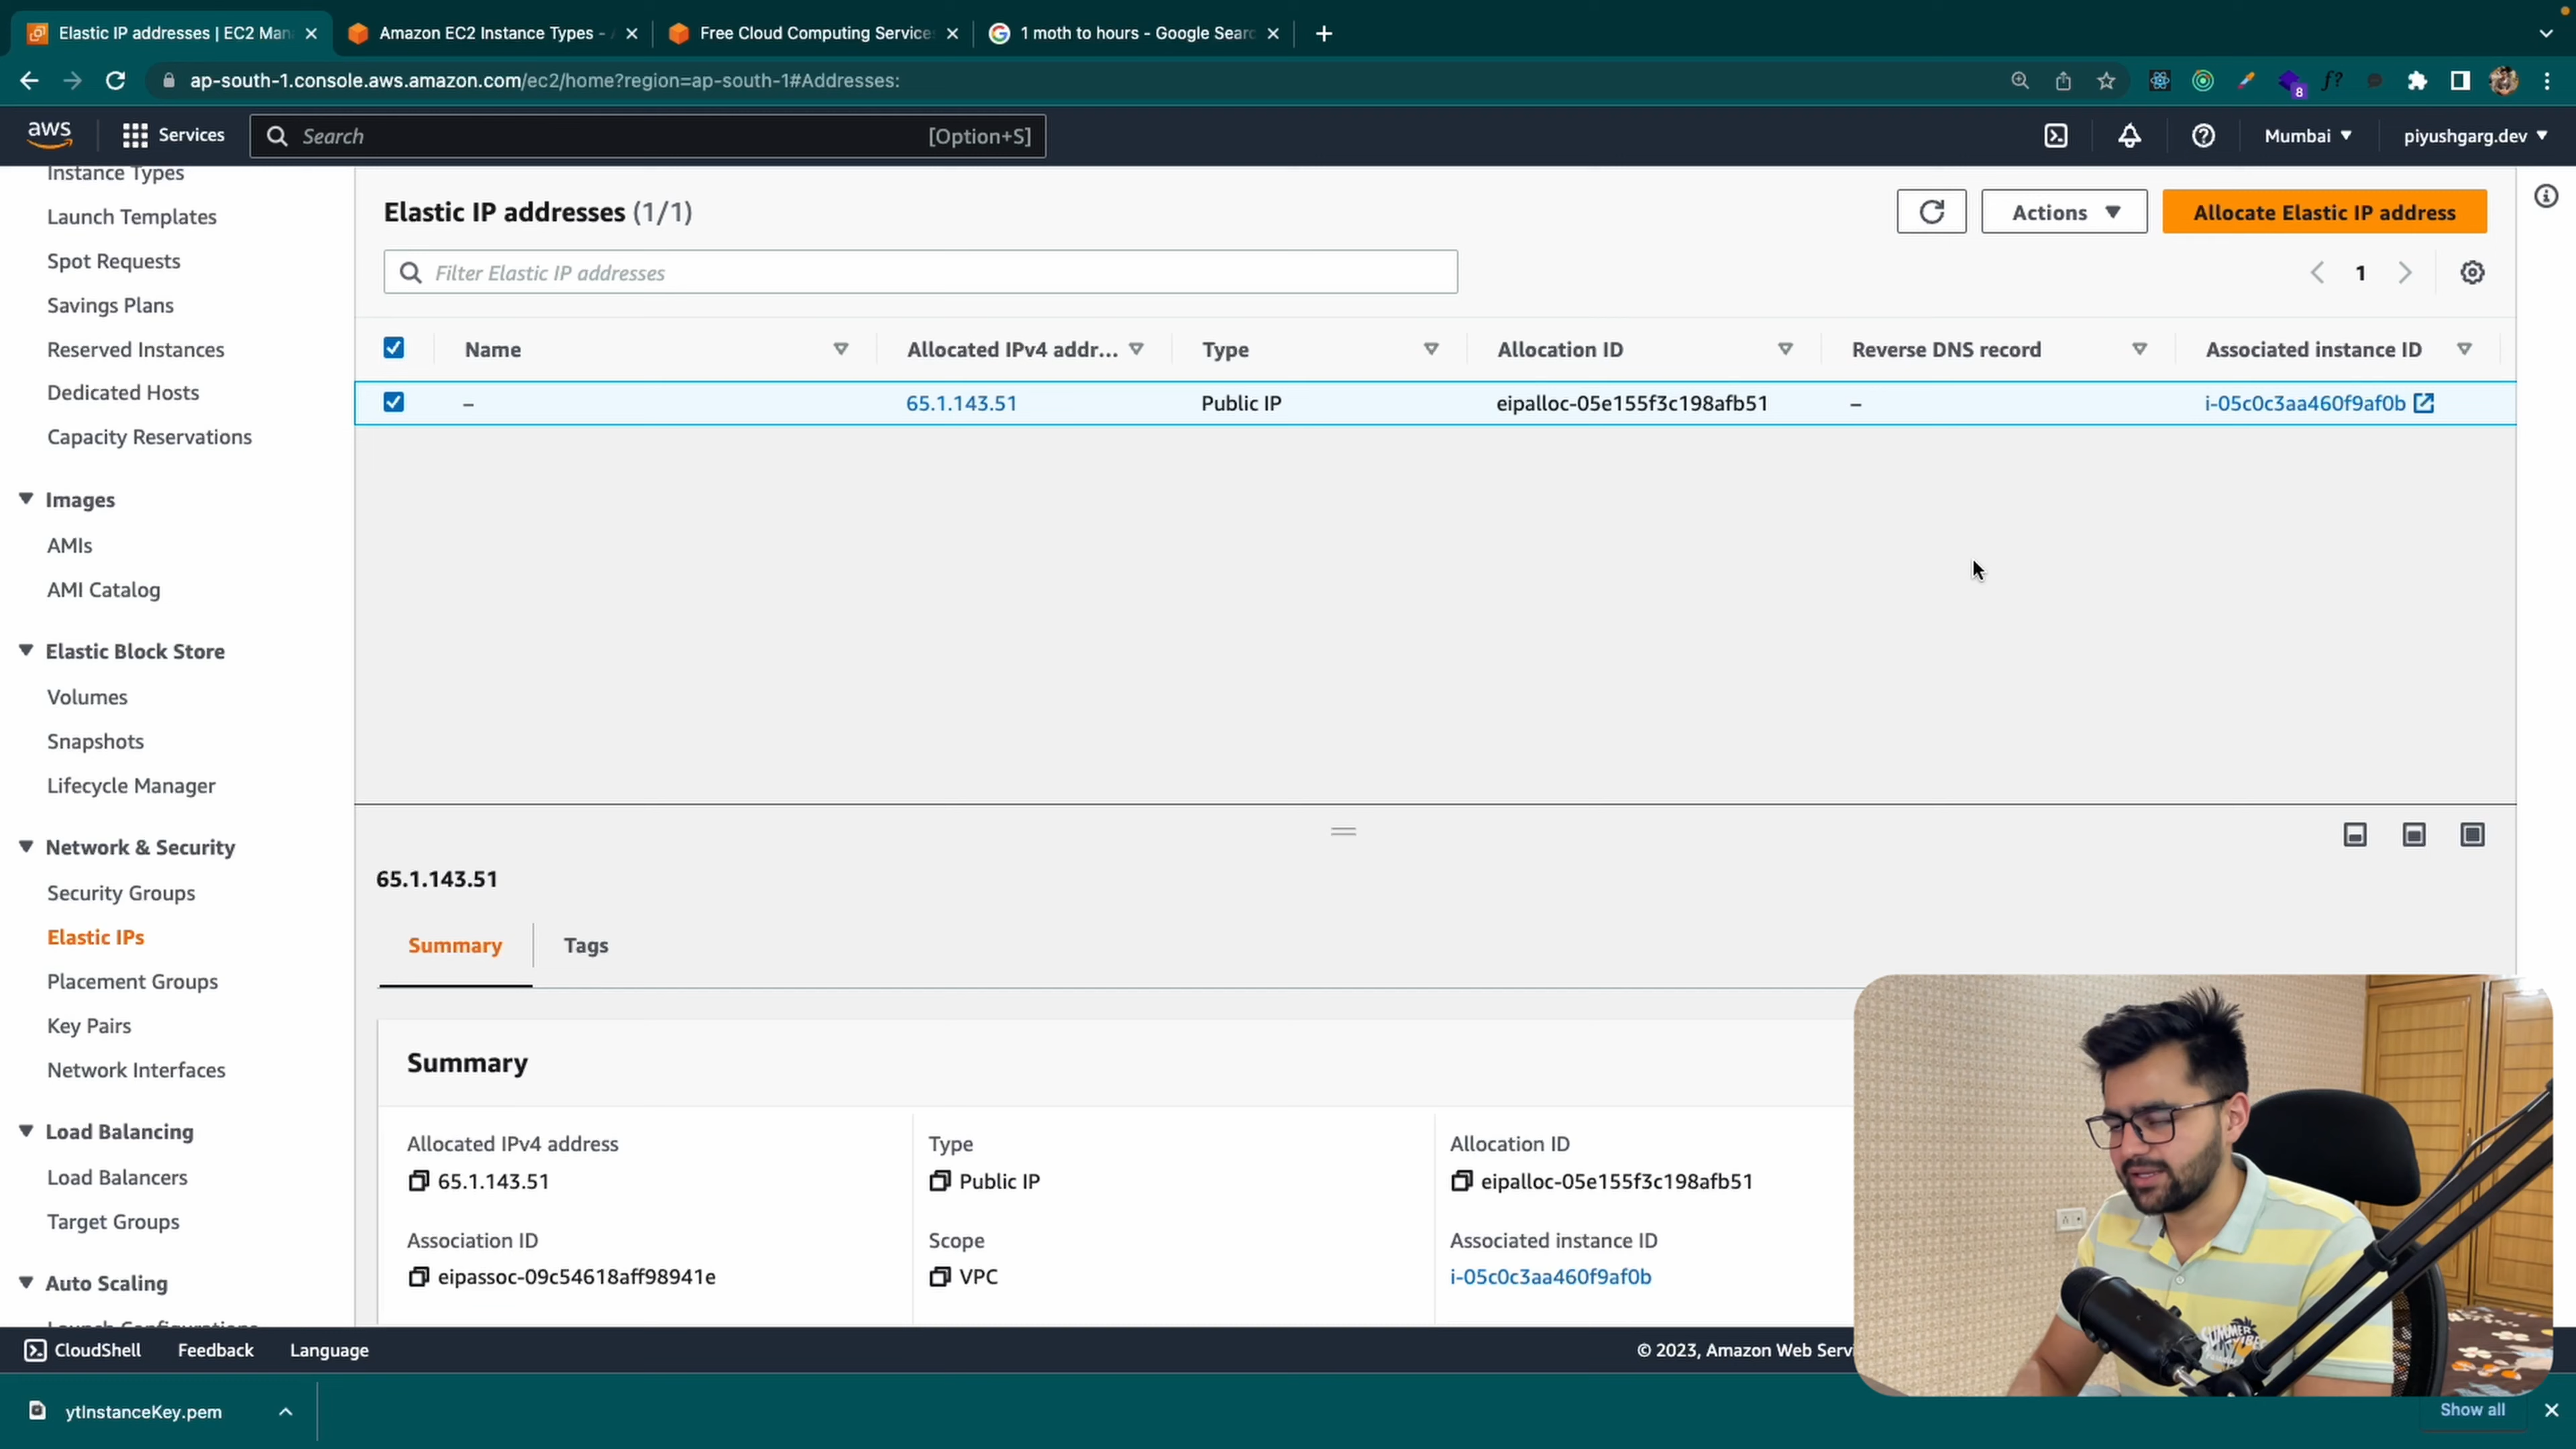 Elastic IP addresses | EC2 Man
Amazon EC2 Instance Types -
Free Cloud Computing Service
1 moth to hours - Google Sear
ap-south-1.console.aws.amazon.com/ec2/home?region=ap-south-1#Addresses:
8
f?
aws
Services
Search
[Option+S]
Mumbai
piyushgarg.dev
Instance Types
Launch Templates
Spot Requests
Savings Plans
Reserved Instances
Dedicated Hosts
Capacity Reservations
Images
AMIs
AMI Catalog
Elastic Block Store
Volumes
Snapshots
Lifecycle Manager
Network & Security
Security Groups
Elastic IPs
Placement Groups
Key Pairs
Network Interfaces
Load Balancing
Load Balancers
Target Groups
Auto Scaling
Launch Configurations
Elastic IP addresses (1/1)
Actions
Allocate Elastic IP address
Filter Elastic IP addresses
1
Name
Allocated IPv4 addr...
Type
Allocation ID
Reverse DNS record
Associated instance ID
–
65.1.143.51
Public IP
eipalloc-05e155f3c198afb51
–
i-05c0c3aa460f9af0b
65.1.143.51
Summary
Tags
Summary
Allocated IPv4 address
65.1.143.51
Type
Public IP
Allocation ID
eipalloc-05e155f3c198afb51
Association ID
eipassoc-09c54618aff98941e
Scope
VPC
Associated instance ID
i-05c0c3aa460f9af0b
SUMMER
VIBES
CloudShell
Feedback
Language
© 2023, Amazon Web Servi
ytInstanceKey.pem
Show all